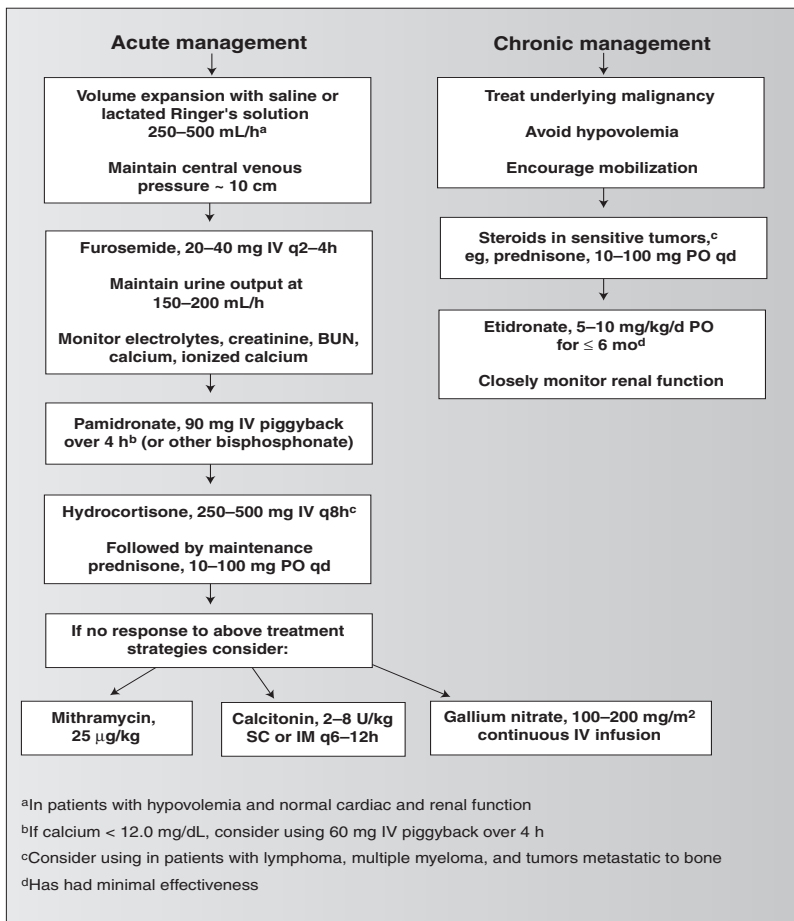 Acute management
Volume expansion with saline or
lactated Ringer's solution
250–500 mL/hᵃ
Maintain central venous
pressure ~ 10 cm
Furosemide, 20–40 mg IV q2–4h
Maintain urine output at
150–200 mL/h
Monitor electrolytes, creatinine, BUN,
calcium, ionized calcium
Pamidronate, 90 mg IV piggyback
over 4 hᵇ (or other bisphosphonate)
Hydrocortisone, 250–500 mg IV q8hᶜ
Followed by maintenance
prednisone, 10–100 mg PO qd
If no response to above treatment
strategies consider:
Mithramycin,
25 μg/kg
Calcitonin, 2–8 U/kg
SC or IM q6–12h
Gallium nitrate, 100–200 mg/m²
continuous IV infusion
Chronic management
Treat underlying malignancy
Avoid hypovolemia
Encourage mobilization
Steroids in sensitive tumors,ᶜ
eg, prednisone, 10–100 mg PO qd
Etidronate, 5–10 mg/kg/d PO
for ≤ 6 moᵈ
Closely monitor renal function
ᵃIn patients with hypovolemia and normal cardiac and renal function
ᵇIf calcium < 12.0 mg/dL, consider using 60 mg IV piggyback over 4 h
ᶜConsider using in patients with lymphoma, multiple myeloma, and tumors metastatic to bone
ᵈHas had minimal effectiveness